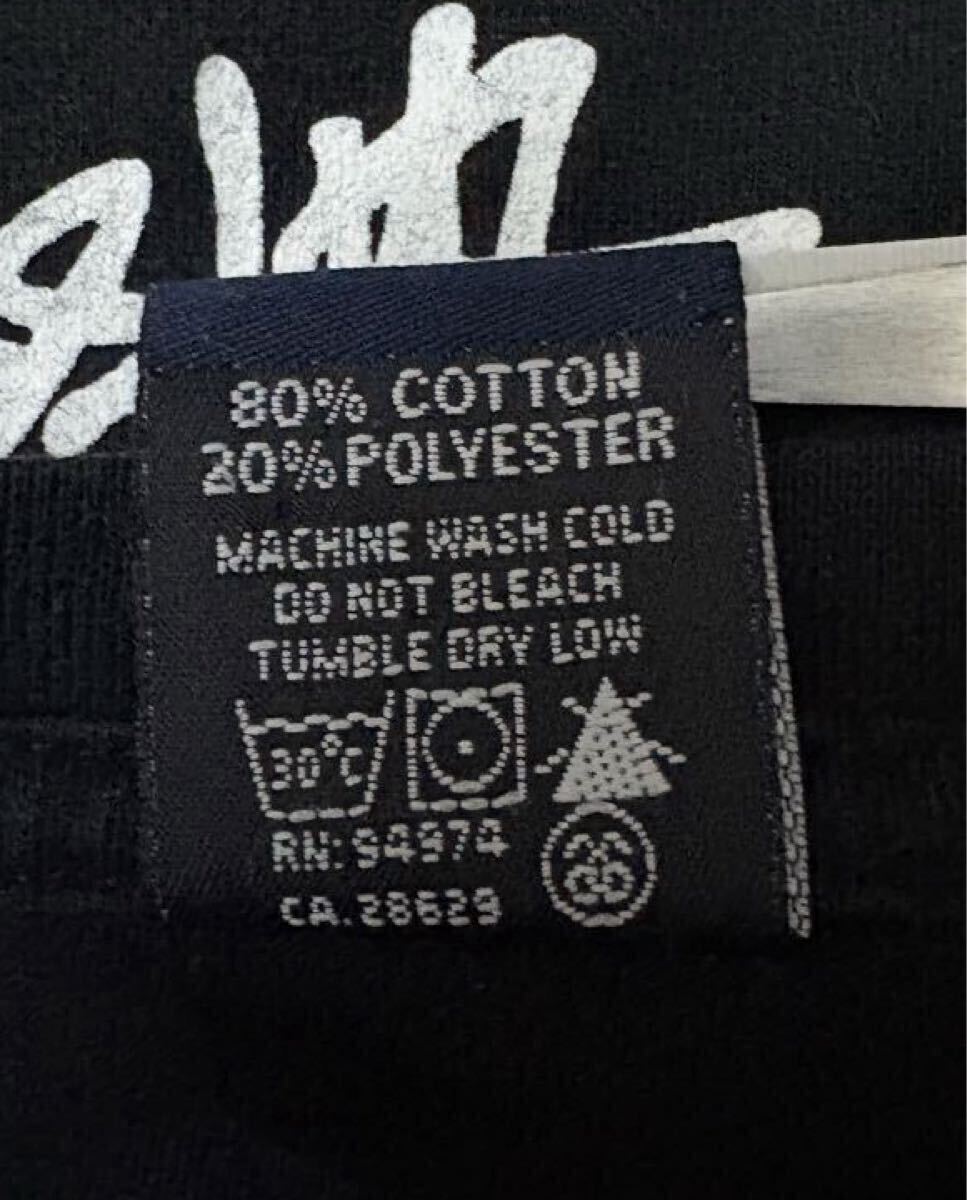 80% COTTON
20% POLYESTER
MACHINE WASH COLD
DO NOT BLEACH
TUMBLE DRY LOW
30°C
RN: 94974
CA. 28629